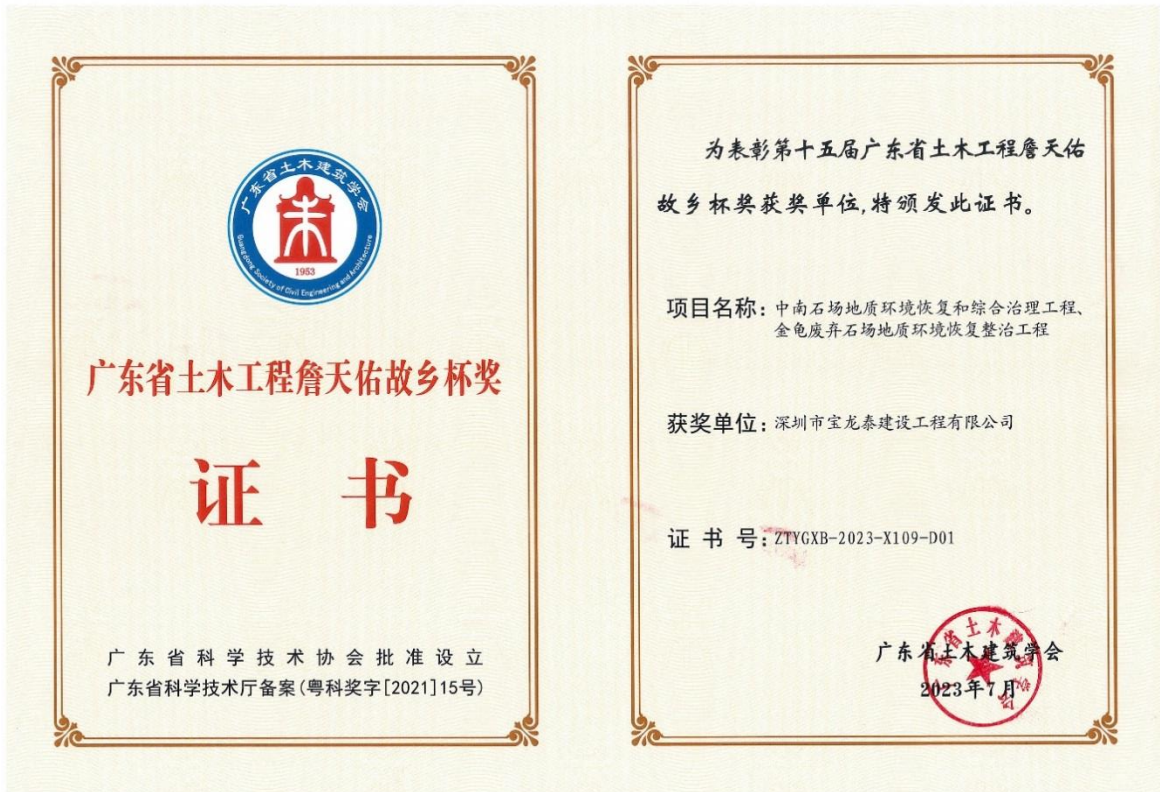 广东省土木建筑学会
1953
Guangdong Society of Civil Engineering and Architecture
广东省土木工程詹天佑故乡杯奖
证 书
广东省科学技术协会批准设立
广东省科学技术厅备案(粤科奖字[2021]15号)
为表彰第十五届广东省土木工程詹天佑
故乡杯奖获奖单位,特颁发此证书。
项目名称:中南石场地质环境恢复和综合治理工程、
金龟废弃石场地质环境恢复整治工程
获奖单位:深圳市宝龙泰建设工程有限公司
证 书 号:ZTYGXB-2023-X109-D01
广东省土木建筑学会
2023年7月
广东省土木建筑学会